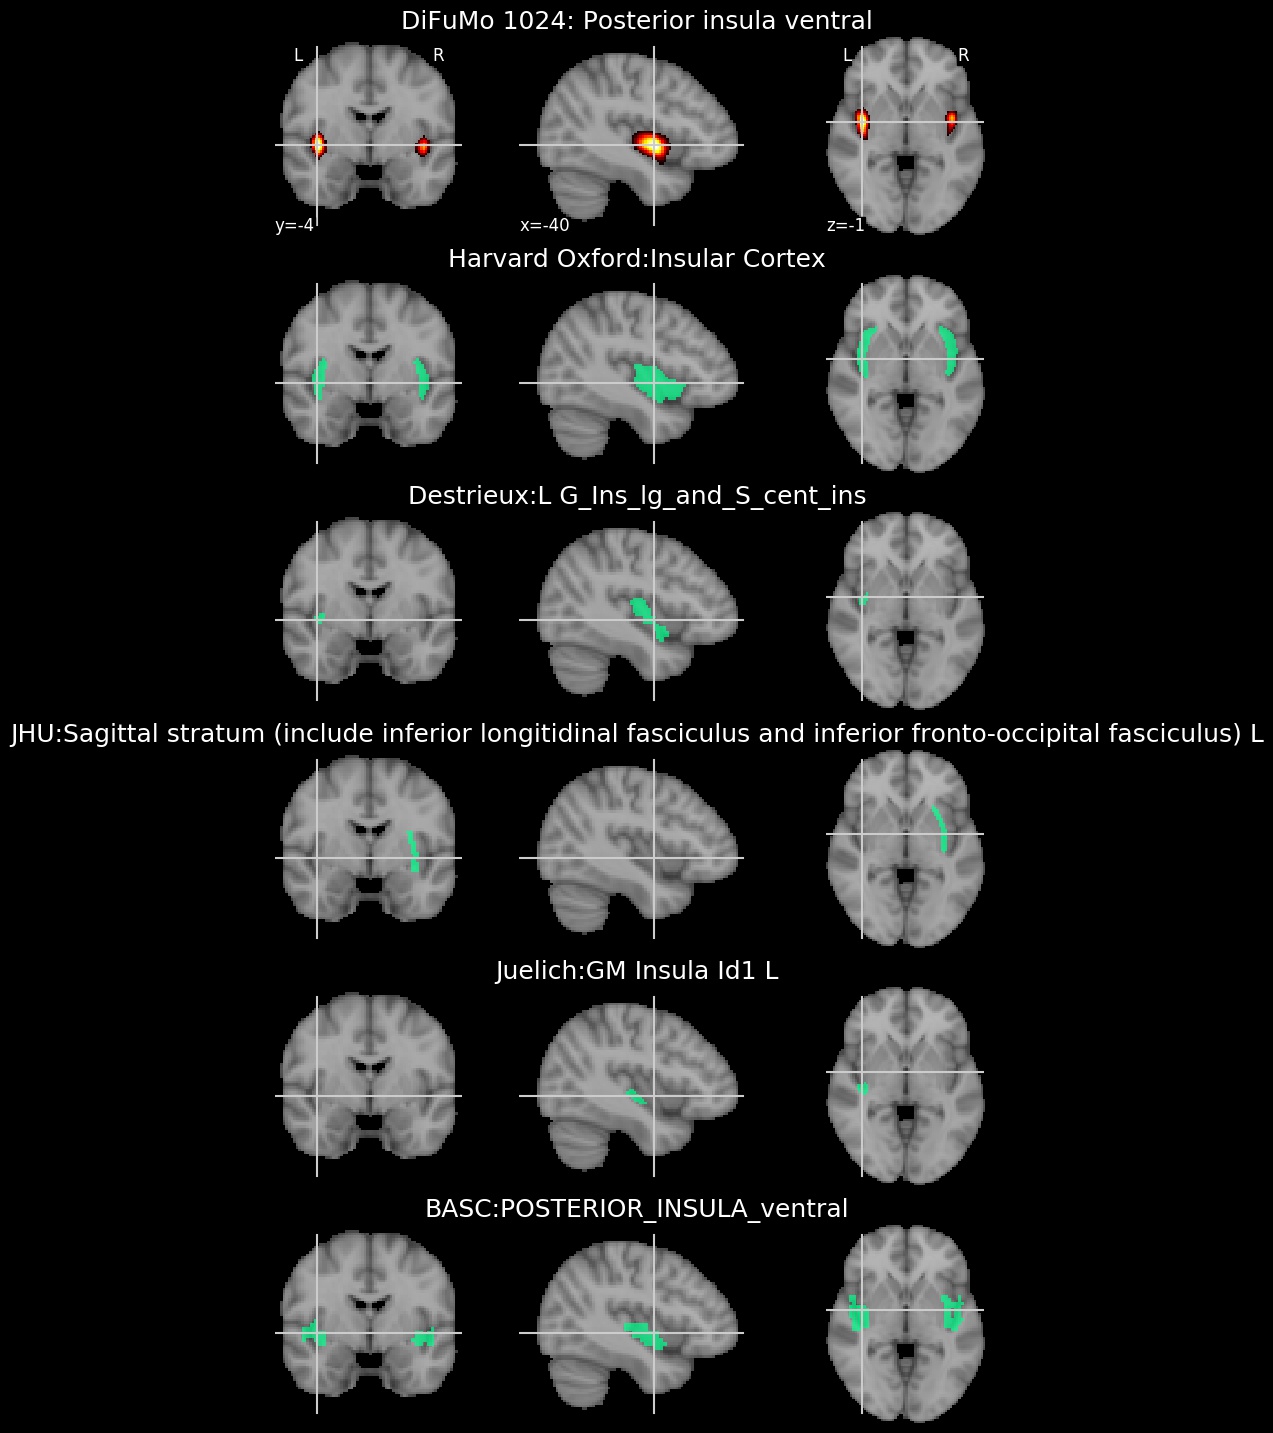 DiFuMo 1024: Posterior insula ventral
L R L R
y=-4 x=-40 z=-1
Harvard Oxford:Insular Cortex
Destrieux:L G_Ins_lg_and_S_cent_ins
JHU:Sagittal stratum (include inferior longitidinal fasciculus and inferior fronto-occipital fasciculus) L
Juelich:GM Insula Id1 L
BASC:POSTERIOR_INSULA_ventral